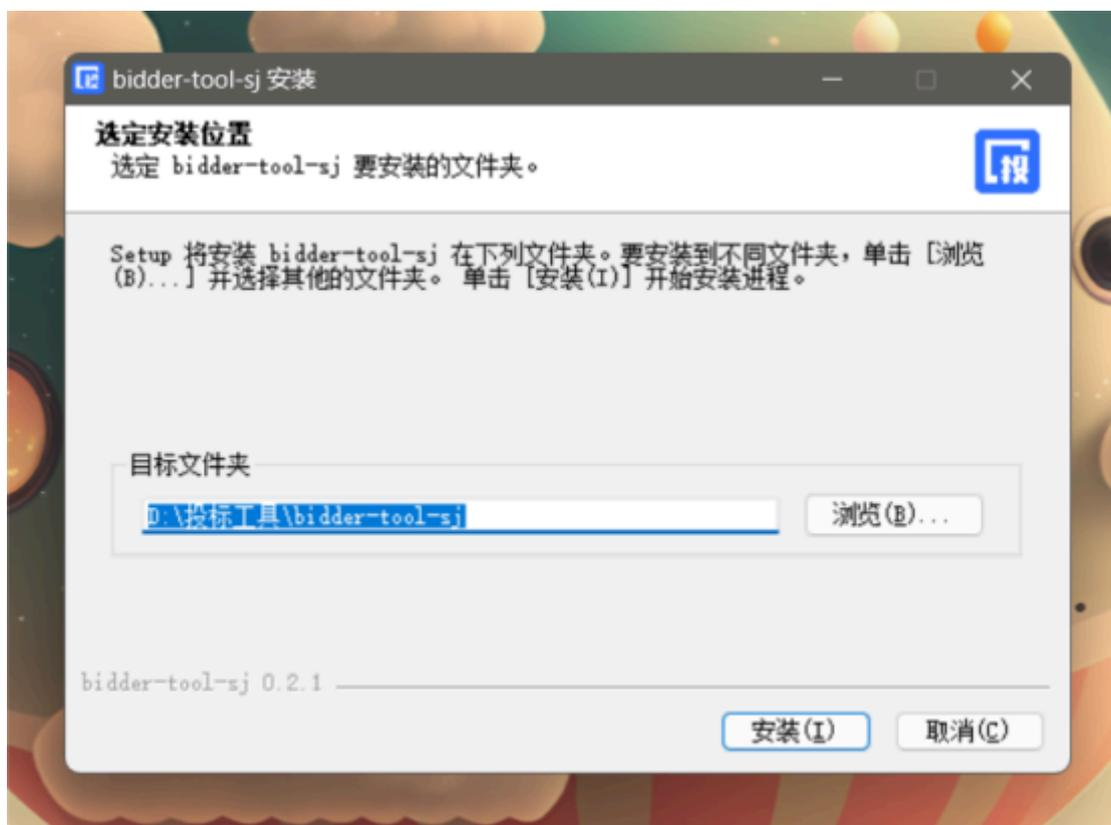 bidder-tool-sj 安装
选定安装位置
选定 bidder-tool-sj 要安装的文件夹。
投
Setup 将安装 bidder-tool-sj 在下列文件夹。要安装到不同文件夹，单击 [浏览
(B)...] 并选择其他的文件夹。 单击 [安装(I)] 开始安装进程。
目标文件夹
D:\投标工具\bidder-tool-sj
浏览(B)...
bidder-tool-sj 0.2.1
安装(I)
取消(C)